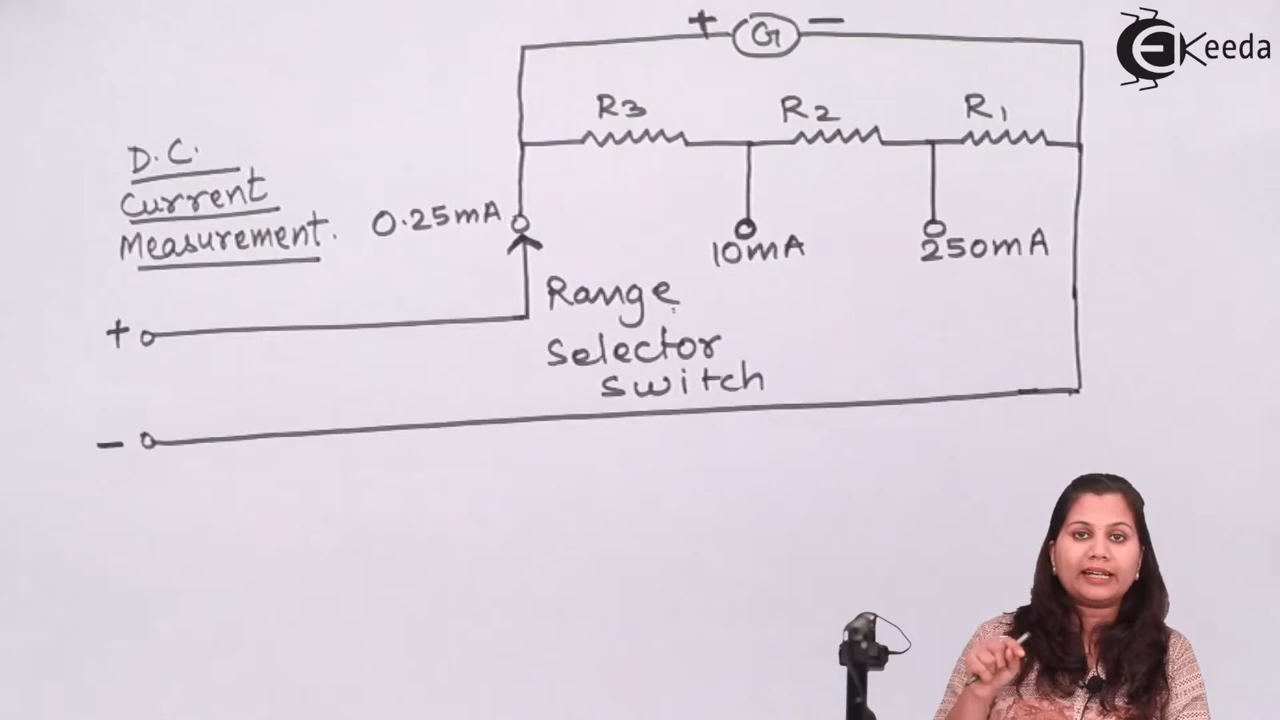 + G −
EKeeda
R3 R2 R1
D.C.
Current
Measurement.
0.25mA
10mA 250mA
Range
Selector
switch
+
−